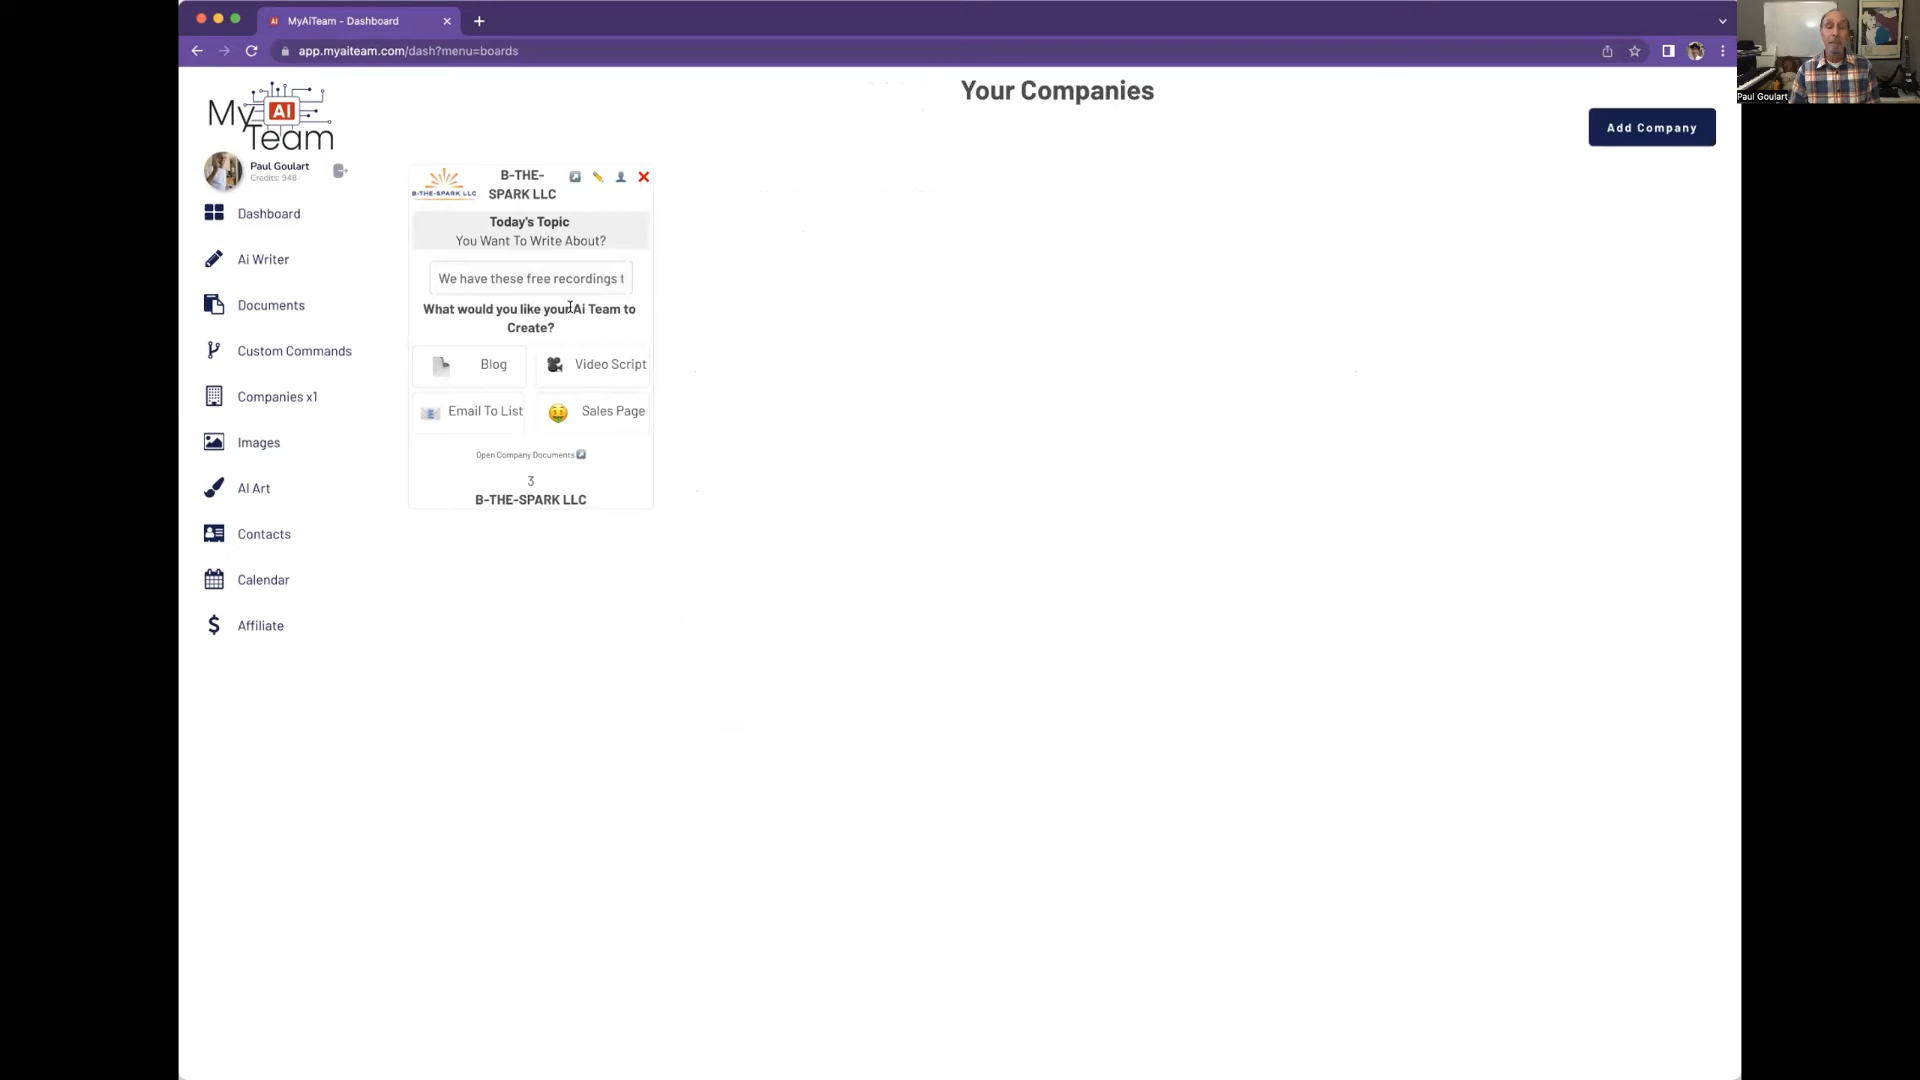 MyAiTeam - Dashboard
app.myaiteam.com/dash?menu=boards
Paul Goulart
My AI Team
Paul Goulart
Credits: 948
Dashboard
Ai Writer
Documents
Custom Commands
Companies x1
Images
AI Art
Contacts
Calendar
Affiliate
Your Companies
Add Company
B-THE-SPARK LLC
B-THE-
SPARK LLC
Today's Topic
You Want To Write About?
We have these free recordings t
What would you like your Ai Team to
Create?
Blog
Video Script
Email To List
Sales Page
Open Company Documents
3
B-THE-SPARK LLC